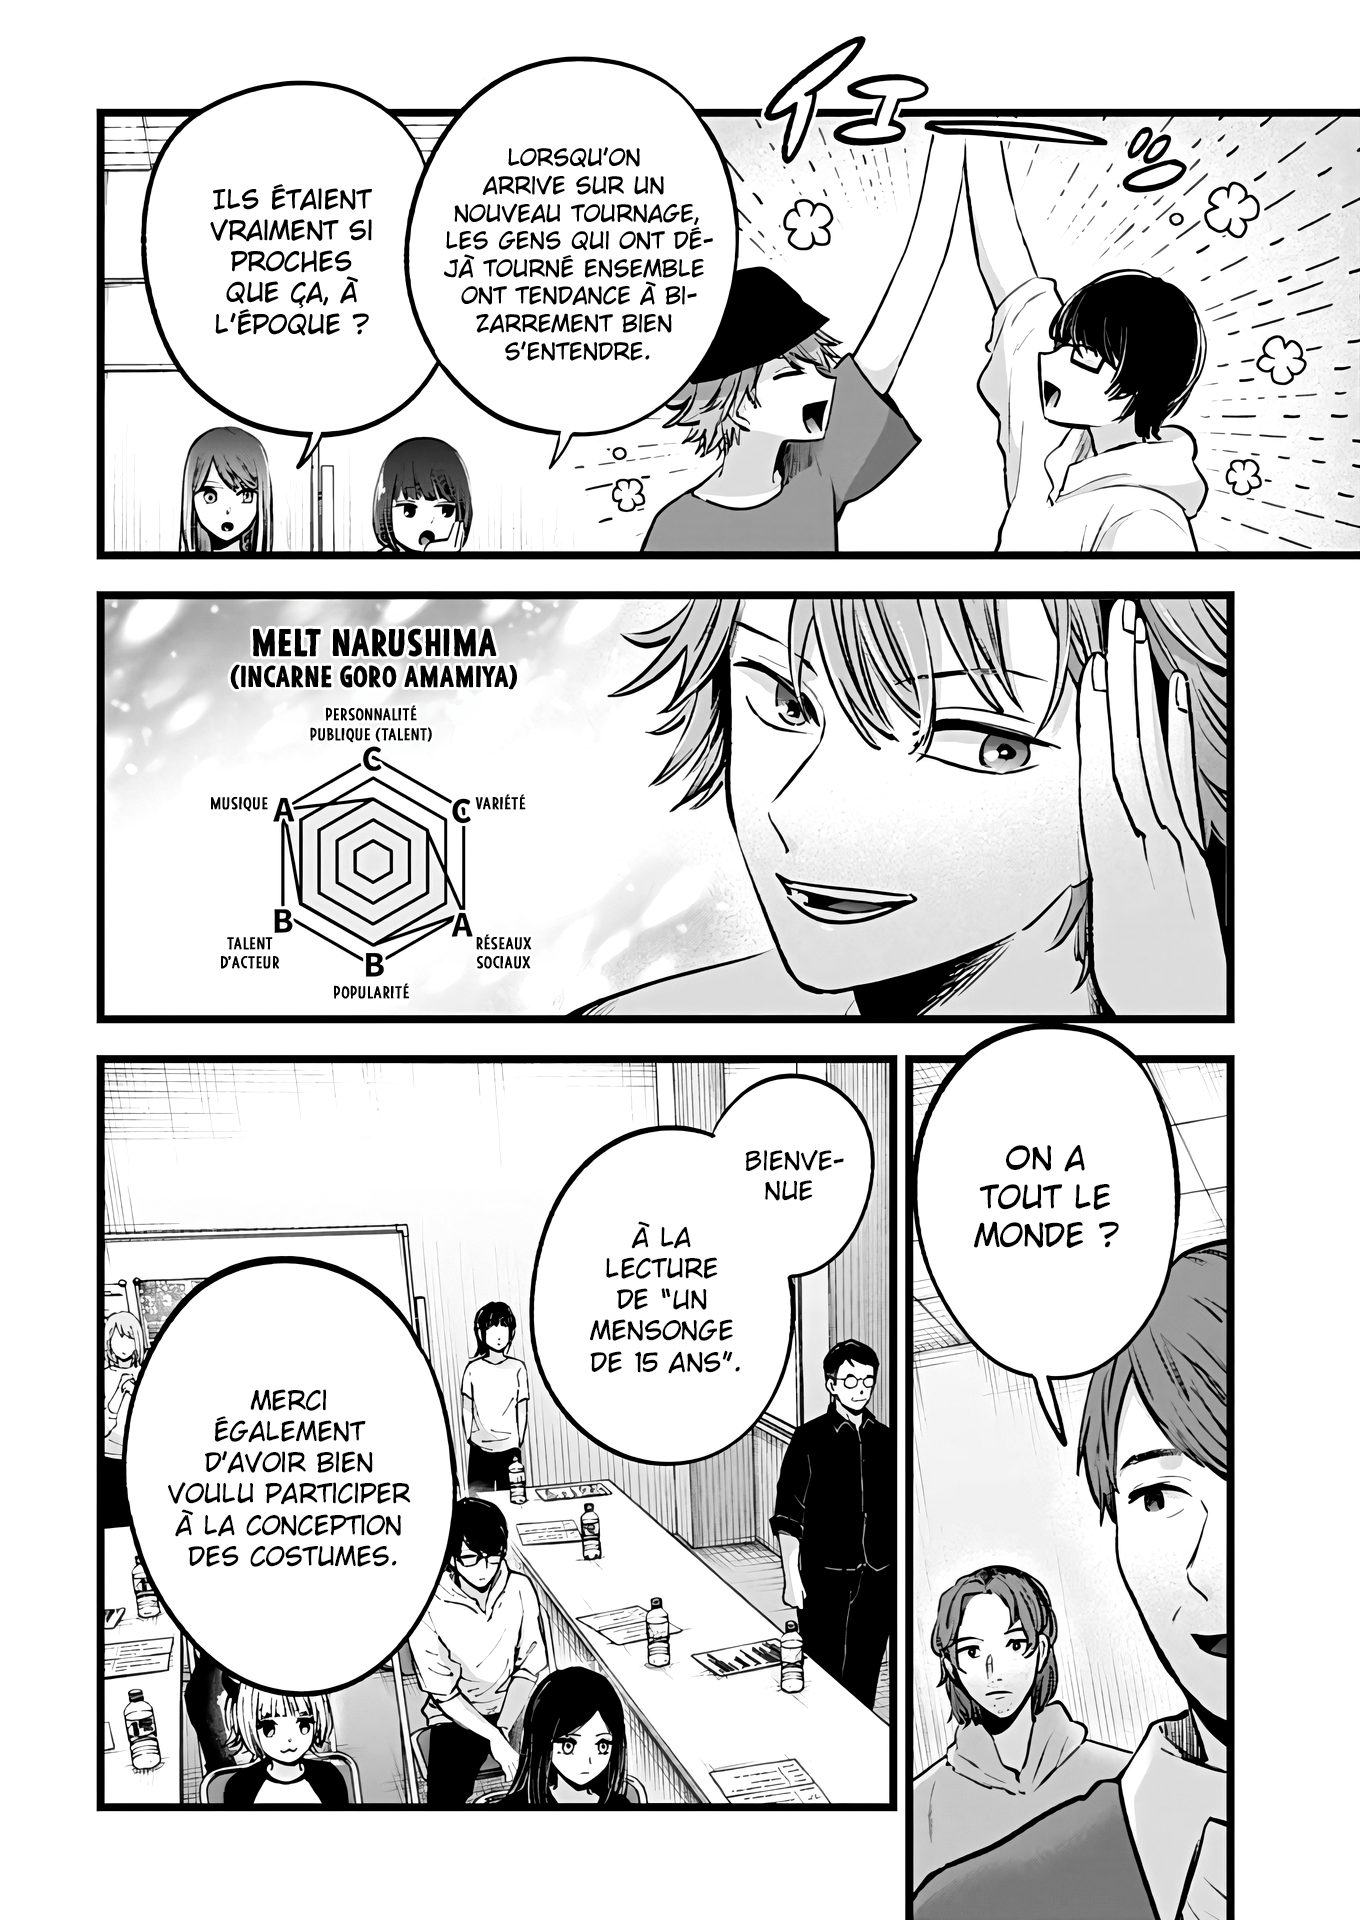 イエーーい
LORSQU'ON
ARRIVE SUR UN
NOUVEAU TOURNAGE,
LES GENS QUI ONT DÉ-
JÀ TOURNÉ ENSEMBLE
ONT TENDANCE À BI-
ZARREMENT BIEN
S'ENTENDRE.
ILS ÉTAIENT
VRAIMENT SI
PROCHES
QUE ÇA, À
L'ÉPOQUE ?
MELT NARUSHIMA
(INCARNE GORO AMAMIYA)
PERSONNALITÉ
PUBLIQUE (TALENT)
C
MUSIQUE A
C VARIÉTÉ
B
A
TALENT
D'ACTEUR
RÉSEAUX
SOCIAUX
B
POPULARITÉ
ON A
TOUT LE
MONDE ?
BIENVE-
NUE
À LA
LECTURE
DE "UN
MENSONGE
DE 15 ANS".
MERCI
ÉGALEMENT
D'AVOIR BIEN
VOULU PARTICIPER
À LA CONCEPTION
DES COSTUMES.